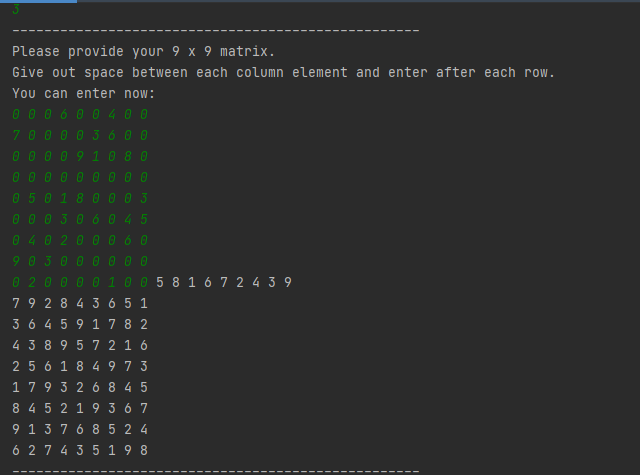 3
---------------------------------------------------
Please provide your 9 x 9 matrix.
Give out space between each column element and enter after each row.
You can enter now:
0 0 0 6 0 0 4 0 0
7 0 0 0 0 3 6 0 0
0 0 0 0 9 1 0 8 0
0 0 0 0 0 0 0 0 0
0 5 0 1 8 0 0 0 3
0 0 0 3 0 6 0 4 5
0 4 0 2 0 0 0 6 0
9 0 3 0 0 0 0 0 0
0 2 0 0 0 0 1 0 0 5 8 1 6 7 2 4 3 9
7 9 2 8 4 3 6 5 1
3 6 4 5 9 1 7 8 2
4 3 8 9 5 7 2 1 6
2 5 6 1 8 4 9 7 3
1 7 9 3 2 6 8 4 5
8 4 5 2 1 9 3 6 7
9 1 3 7 6 8 5 2 4
6 2 7 4 3 5 1 9 8
---------------------------------------------------